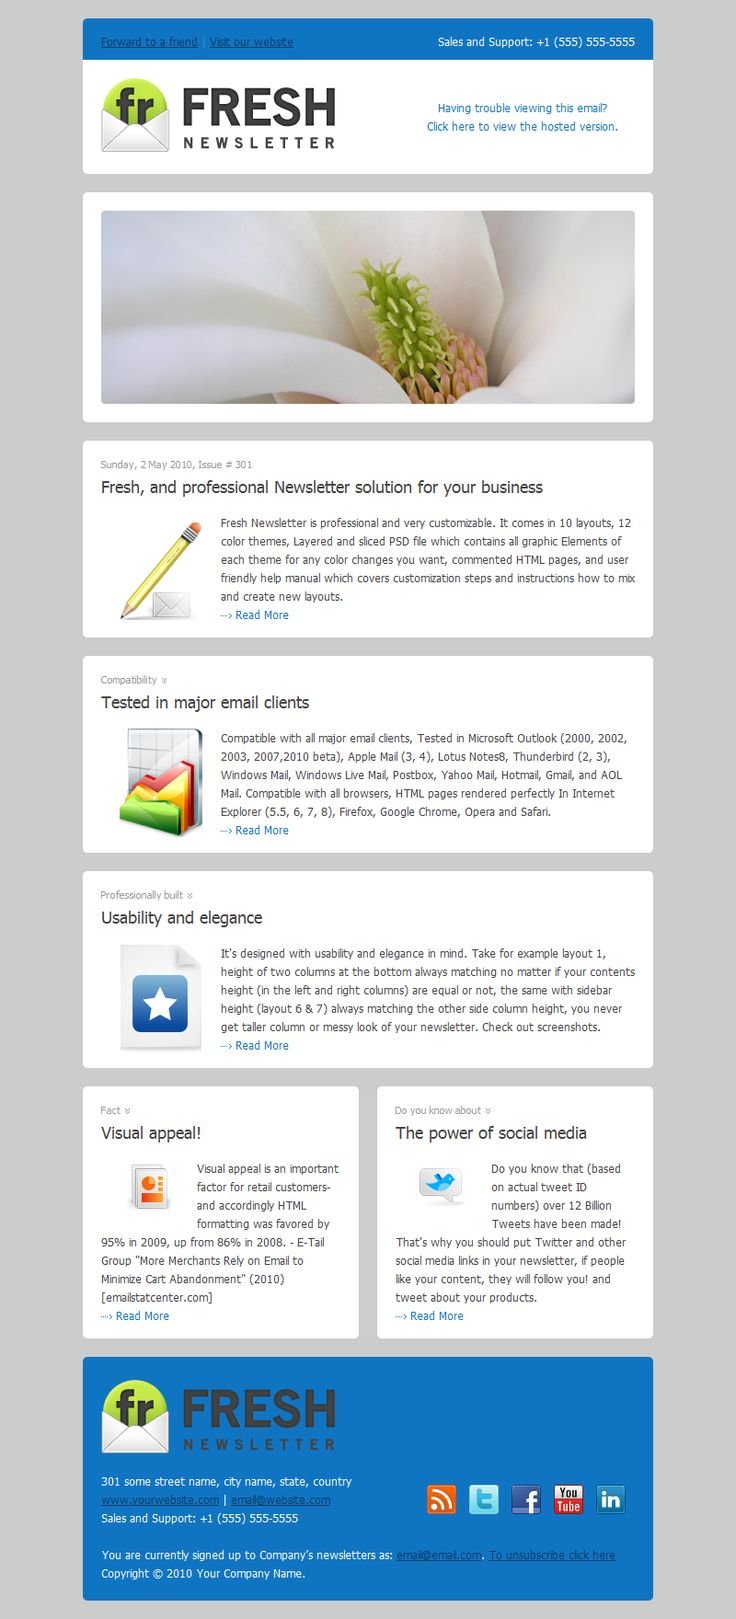 Forward to a friend | Visit our website
Sales and Support: +1 (555) 555-5555
fr
FRESH
NEWSLETTER
Having trouble viewing this email?
Click here to view the hosted version.
Sunday, 2 May 2010, Issue # 301
Fresh, and professional Newsletter solution for your business
Fresh Newsletter is professional and very customizable. It comes in 10 layouts, 12
color themes, Layered and sliced PSD file which contains all graphic Elements of
each theme for any color changes you want, commented HTML pages, and user
friendly help manual which covers customization steps and instructions how to mix
and create new layouts.
Read More
Compatibility
Tested in major email clients
Compatible with all major email clients, Tested in Microsoft Outlook (2000, 2002,
2003, 2007,2010 beta), Apple Mail (3, 4), Lotus Notes8, Thunderbird (2, 3),
Windows Mail, Windows Live Mail, Postbox, Yahoo Mail, Hotmail, Gmail, and AOL
Mail. Compatible with all browsers, HTML pages rendered perfectly In Internet
Explorer (5.5, 6, 7, 8), Firefox, Google Chrome, Opera and Safari.
Read More
Professionally built
Usability and elegance
It's designed with usability and elegance in mind. Take for example layout 1,
height of two columns at the bottom always matching no matter if your contents
height (in the left and right columns) are equal or not, the same with sidebar
height (layout 6 & 7) always matching the other side column height, you never
get taller column or messy look of your newsletter. Check out screenshots.
Read More
Fact
Visual appeal!
Visual appeal is an important
factor for retail customers-
and accordingly HTML
formatting was favored by
95% in 2009, up from 86% in 2008. - E-Tail
Group "More Merchants Rely on Email to
Minimize Cart Abandonment" (2010)
[emailstatcenter.com]
Read More
Do you know about
The power of social media
Do you know that (based
on actual tweet ID
numbers) over 12 Billion
Tweets have been made!
That's why you should put Twitter and other
social media links in your newsletter, if people
like your content, they will follow you! and
tweet about your products.
Read More
fr
FRESH
NEWSLETTER
301 some street name, city name, state, country
www.yourwebsite.com | email@website.com
Sales and Support: +1 (555) 555-5555
t
f
You
Tube
in
You are currently signed up to Company's newsletters as: email@email.com. To unsubscribe click here
Copyright © 2010 Your Company Name.